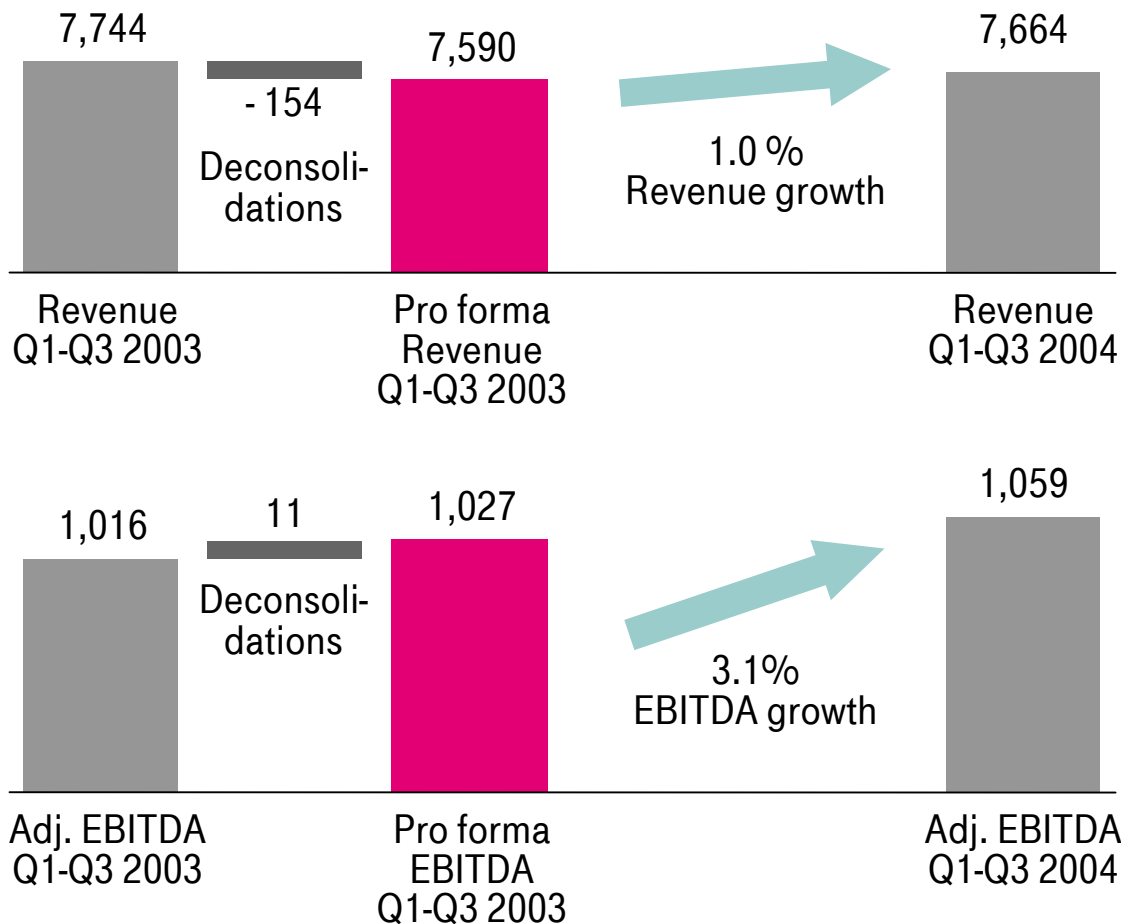 7,744
- 154
7,590
7,664
Deconsoli-
dations
1.0 %
Revenue growth
Revenue
Q1-Q3 2003
Pro forma
Revenue
Q1-Q3 2003
Revenue
Q1-Q3 2004
1,016
11
1,027
1,059
Deconsoli-
dations
3.1%
EBITDA growth
Adj. EBITDA
Q1-Q3 2003
Pro forma
EBITDA
Q1-Q3 2003
Adj. EBITDA
Q1-Q3 2004